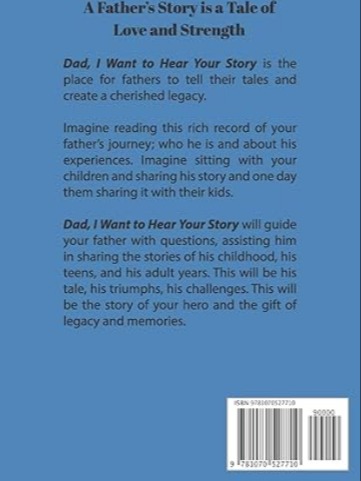 A Father's Story is a Tale of
Love and Strength
Dad, I Want to Hear Your Story is the
place for fathers to tell their tales and
create a cherished legacy.
Imagine reading this rich record of your
father's journey; who he is and about his
experiences. Imagine sitting with your
children and sharing his story and one day
them sharing it with their kids.
Dad, I Want to Hear Your Story will guide
your father with questions, assisting him
in sharing the stories of his childhood, his
teens, and his adult years. This will be his
tale, his triumphs, his challenges. This will
be the story of your hero and the gift of
legacy and memories.
ISBN 9781070527710
90000
9 781070 527710